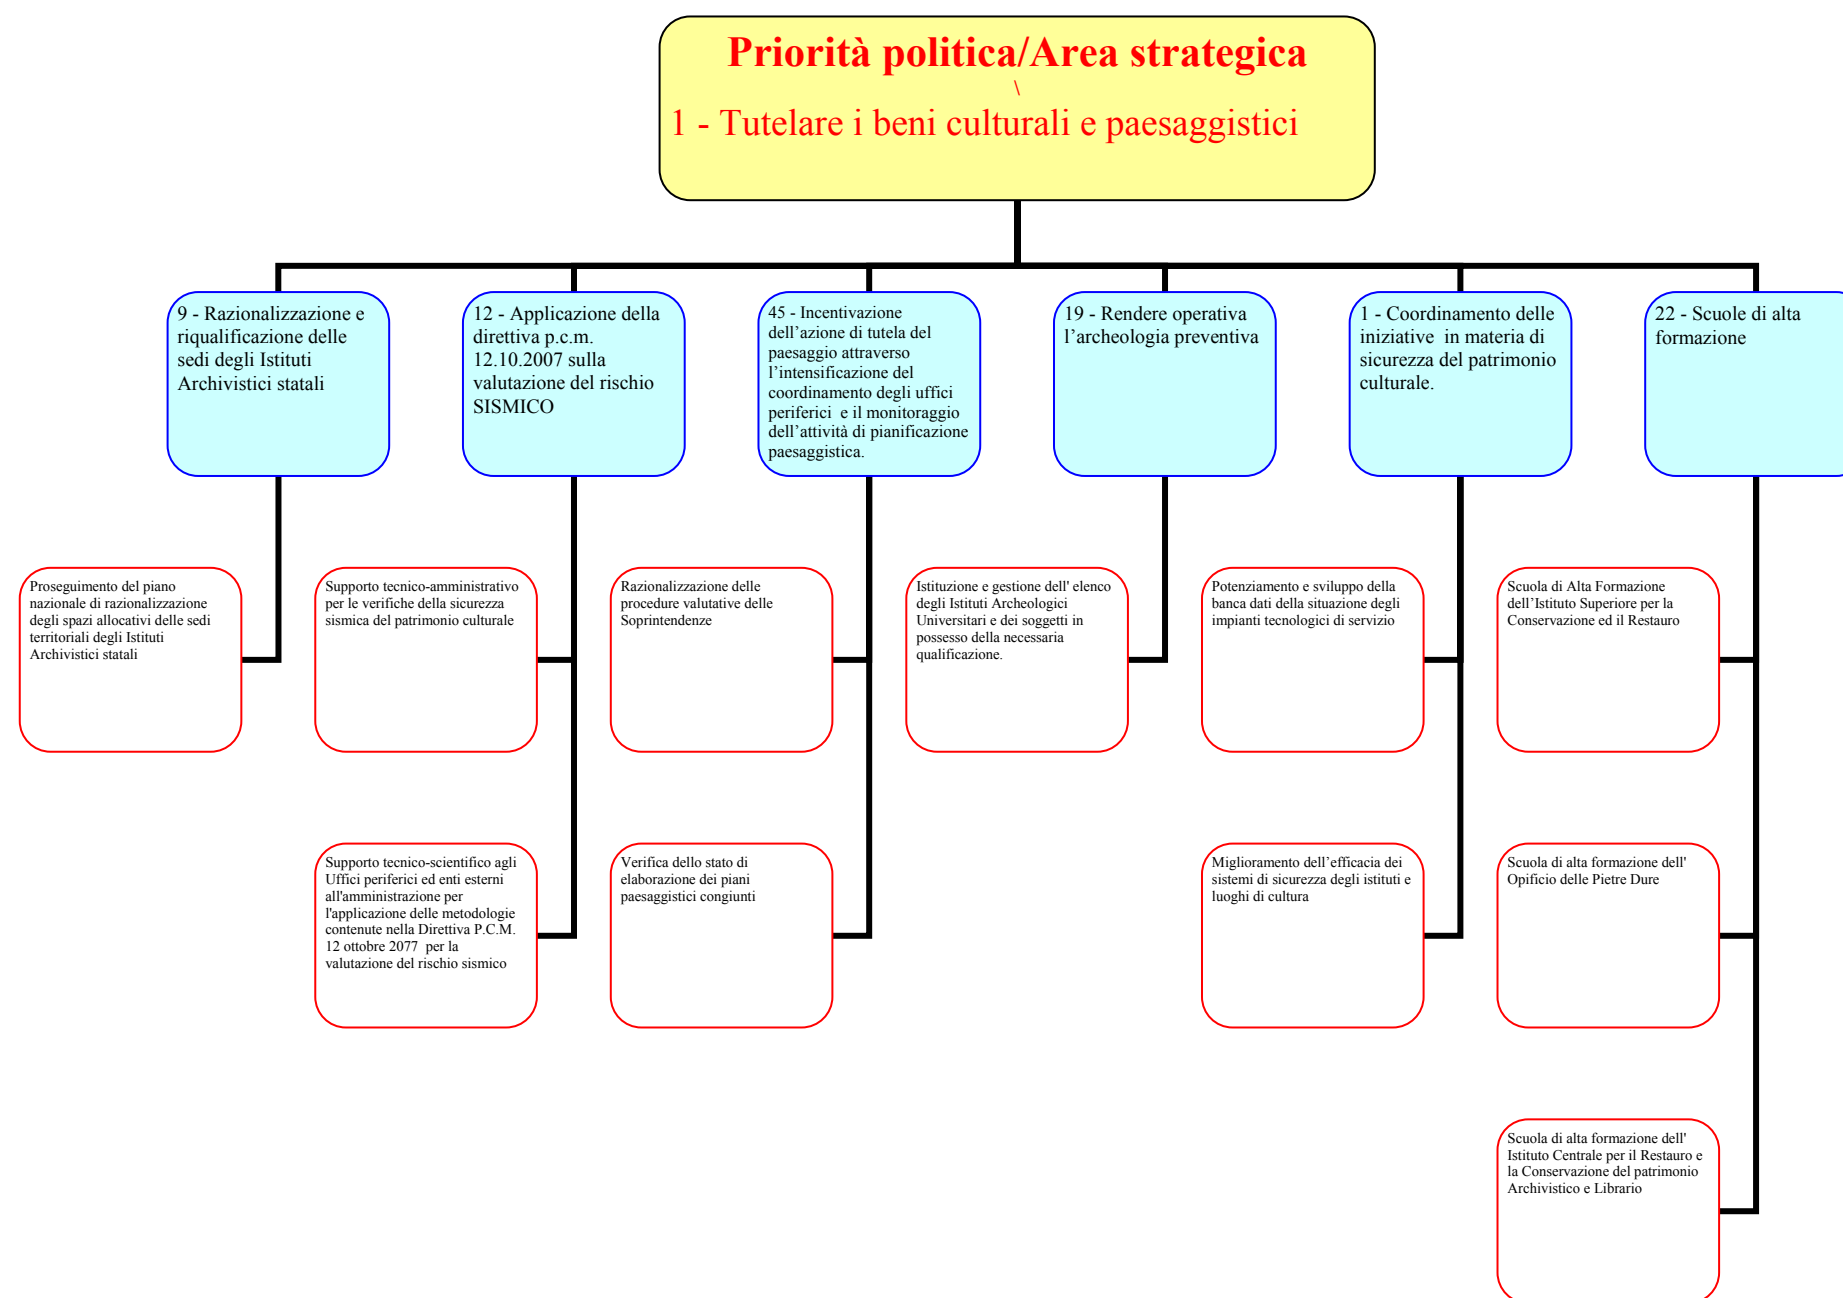 Priorità politica/Area strategica
\
1 - Tutelare i beni culturali e paesaggistici
9 - Razionalizzazione e
riqualificazione delle
sedi degli Istituti
Archivistici statali
12 - Applicazione della
direttiva p.c.m.
12.10.2007 sulla
valutazione del rischio
SISMICO
45 - Incentivazione
dell’azione di tutela del
paesaggio attraverso
l’intensificazione del
coordinamento degli uffici
periferici  e il monitoraggio
dell’attività di pianificazione
paesaggistica.
19 - Rendere operativa
l’archeologia preventiva
1 - Coordinamento delle
iniziative  in materia di
sicurezza del patrimonio
culturale.
22 - Scuole di alta
formazione
Proseguimento del piano
nazionale di razionalizzazione
degli spazi allocativi delle sedi
territoriali degli Istituti
Archivistici statali
Supporto tecnico-amministrativo
per le verifiche della sicurezza
sismica del patrimonio culturale
Razionalizzazione delle
procedure valutative delle
Soprintendenze
Istituzione e gestione dell' elenco
degli Istituti Archeologici
Universitari e dei soggetti in
possesso della necessaria
qualificazione.
Potenziamento e sviluppo della
banca dati della situazione degli
impianti tecnologici di servizio
Scuola di Alta Formazione
dell’Istituto Superiore per la
Conservazione ed il Restauro
Supporto tecnico-scientifico agli
Uffici periferici ed enti esterni
all'amministrazione per
l'applicazione delle metodologie
contenute nella Direttiva P.C.M.
12 ottobre 2077  per la
valutazione del rischio sismico
Verifica dello stato di
elaborazione dei piani
paesaggistici congiunti
Miglioramento dell’efficacia dei
sistemi di sicurezza degli istituti e
luoghi di cultura
Scuola di alta formazione dell'
Opificio delle Pietre Dure
Scuola di alta formazione dell'
Istituto Centrale per il Restauro e
la Conservazione del patrimonio
Archivistico e Librario